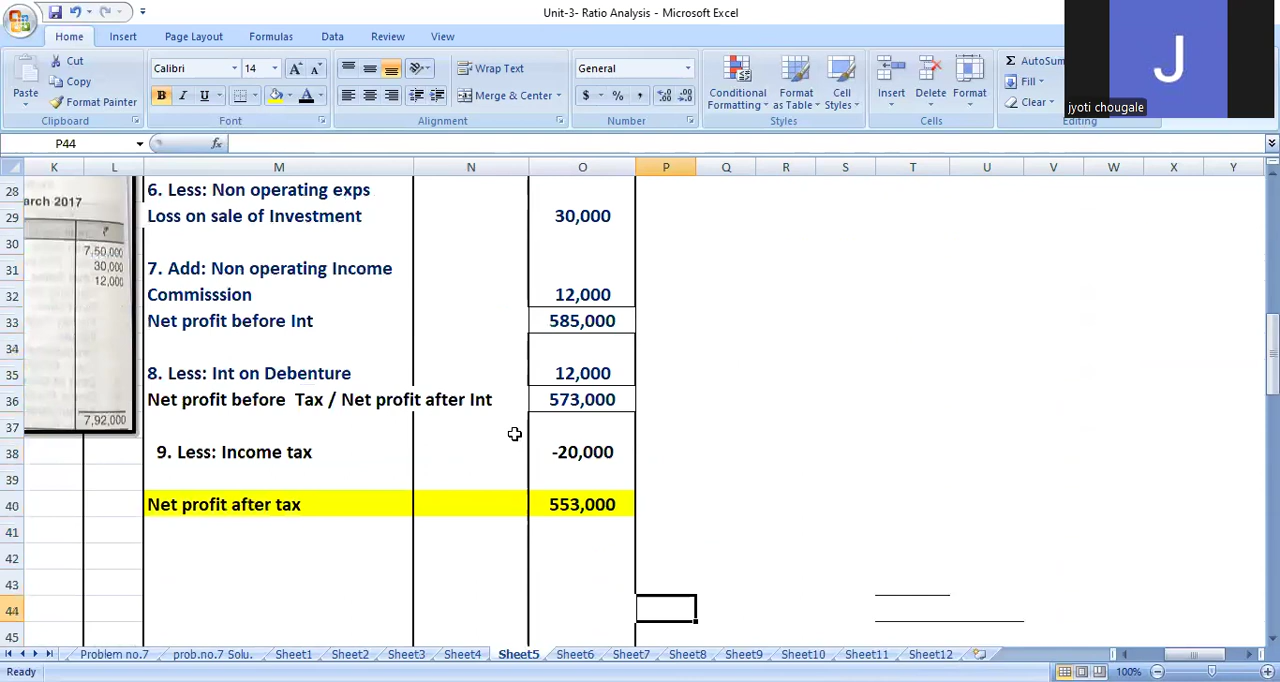 Unit-3- Ratio Analysis - Microsoft Excel
Home Insert Page Layout Formulas Data Review View
Paste
Cut
Copy
Format Painter
Clipboard
Calibri 14
B I U
Font
Wrap Text
Merge & Center
Alignment
General
$ % ,
Number
Conditional Formatting
Format as Table
Cell Styles
Styles
Insert Delete Format
Cells
AutoSum
Fill
Clear
Editing
J
jyoti chougale
P44 fx
K L M N O P Q R S T U V W X Y
28 6. Less: Non operating exps
arch 2017
29 Loss on sale of Investment 30,000
₹
30
7,50,000
31 7. Add: Non operating Income
30,000
12,000
32 Commisssion 12,000
33 Net profit before Int 585,000
34
35 8. Less: Int on Debenture 12,000
36 Net profit before Tax / Net profit after Int 573,000
7,92,000
37
38 9. Less: Income tax -20,000
39
40 Net profit after tax 553,000
41
42
43
44
45
Problem no.7 prob.no.7 Solu. Sheet1 Sheet2 Sheet3 Sheet4 Sheet5 Sheet6 Sheet7 Sheet8 Sheet9 Sheet10 Sheet11 Sheet12
Ready 100%